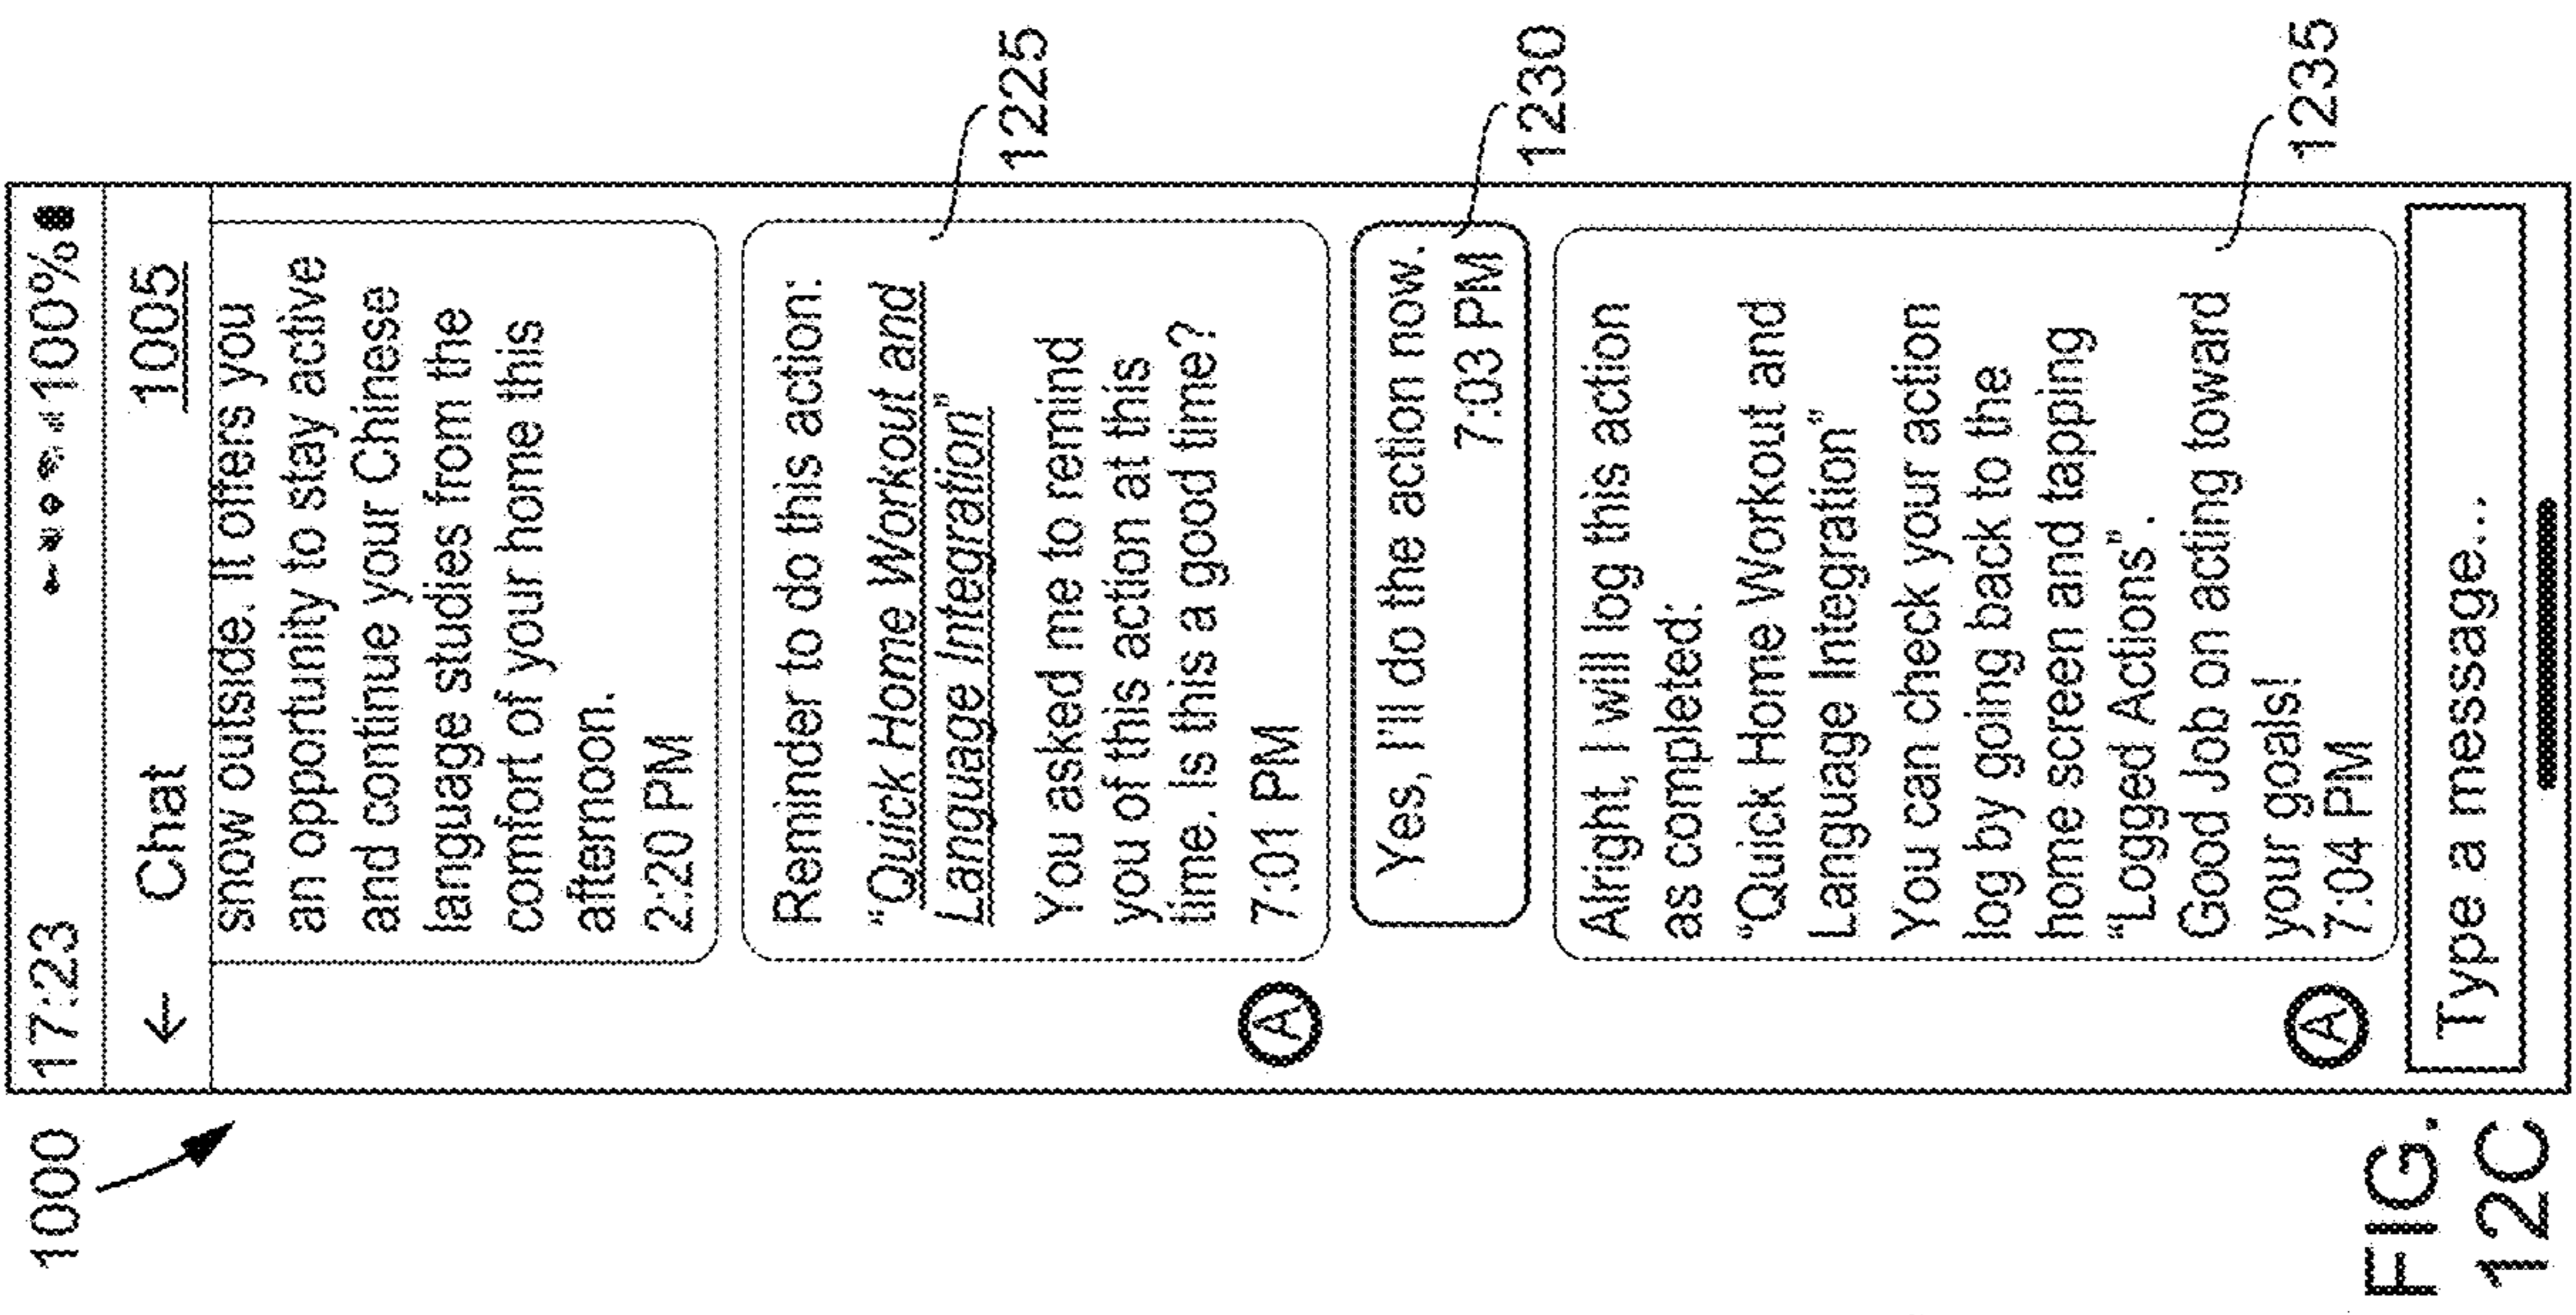 1000
17:23
100%
← Chat
1005
snow outside. It offers you
an opportunity to stay active
and continue your Chinese
language studies from the
comfort of your home this
afternoon.
2:20 PM
Reminder to do this action:
"Quick Home Workout and
Language Integration"
You asked me to remind
you of this action at this
time. Is this a good time?
7:01 PM
1225
A
Yes, I'll do the action now.
7:03 PM
1230
Alright, I will log this action
as completed:
"Quick Home Workout and
Language Integration"
You can check your action
log by going back to the
home screen and tapping
"Logged Actions".
Good Job on acting toward
your goals!
7:04 PM
1235
A
Type a message...
FIG.
12C